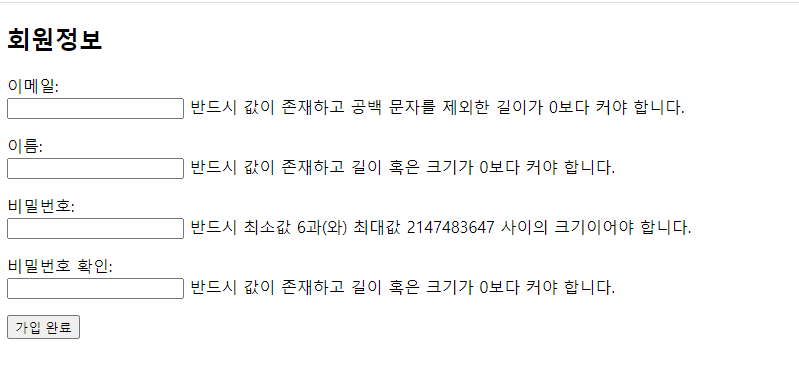 회원정보
이메일:
반드시 값이 존재하고 공백 문자를 제외한 길이가 0보다 커야 합니다.
이름:
반드시 값이 존재하고 길이 혹은 크기가 0보다 커야 합니다.
비밀번호:
반드시 최소값 6과(와) 최대값 2147483647 사이의 크기이어야 합니다.
비밀번호 확인:
반드시 값이 존재하고 길이 혹은 크기가 0보다 커야 합니다.
가입 완료